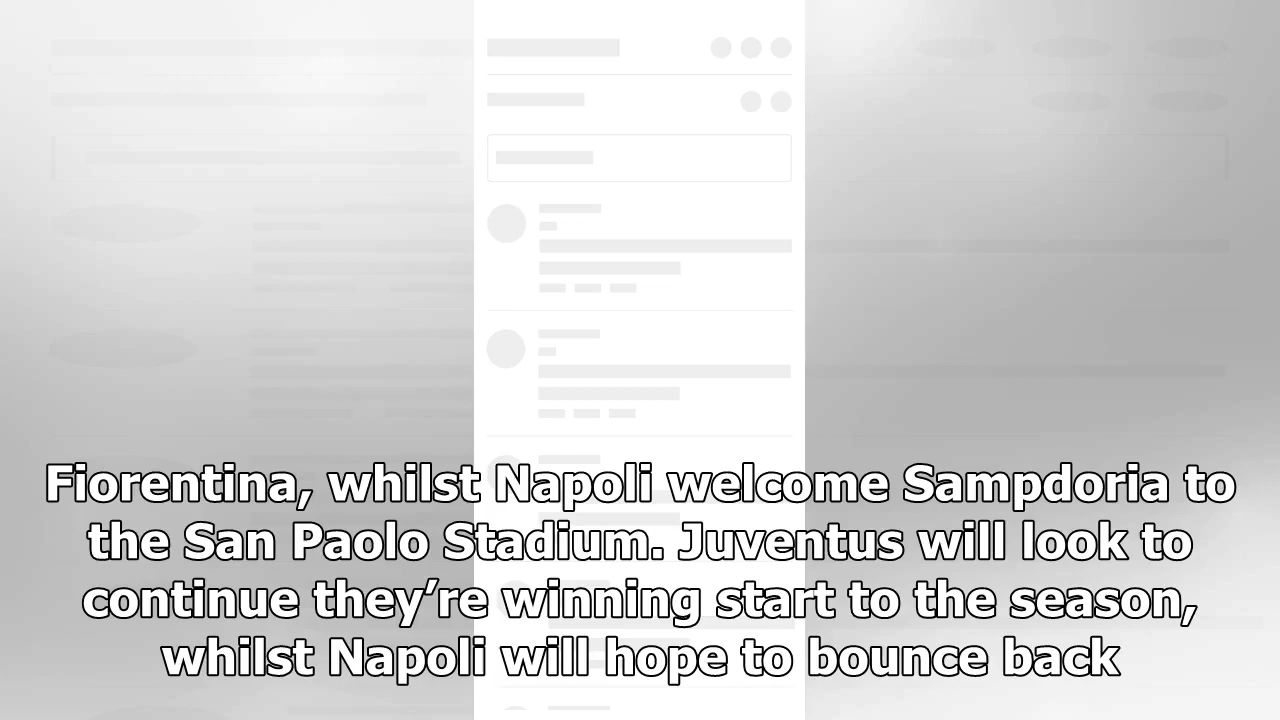 Fiorentina, whilst Napoli welcome Sampdoria to
the San Paolo Stadium. Juventus will look to
continue they’re winning start to the season,
whilst Napoli will hope to bounce back